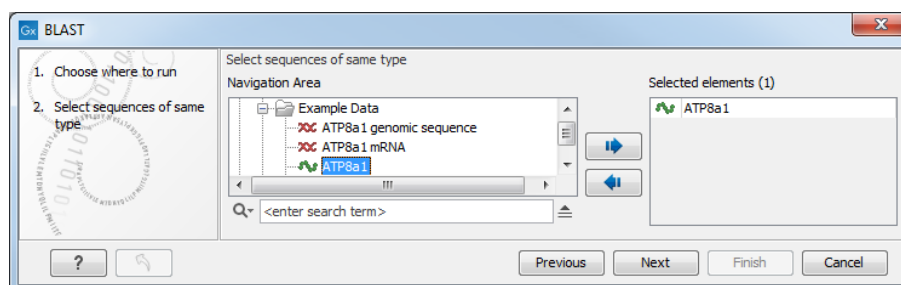 Gx BLAST
1. Choose where to run
2. Select sequences of same
type
Select sequences of same type
Navigation Area
Example Data
ATP8a1 genomic sequence
ATP8a1 mRNA
ATP8a1
<enter search term>
Selected elements (1)
ATP8a1
?
Previous
Next
Finish
Cancel